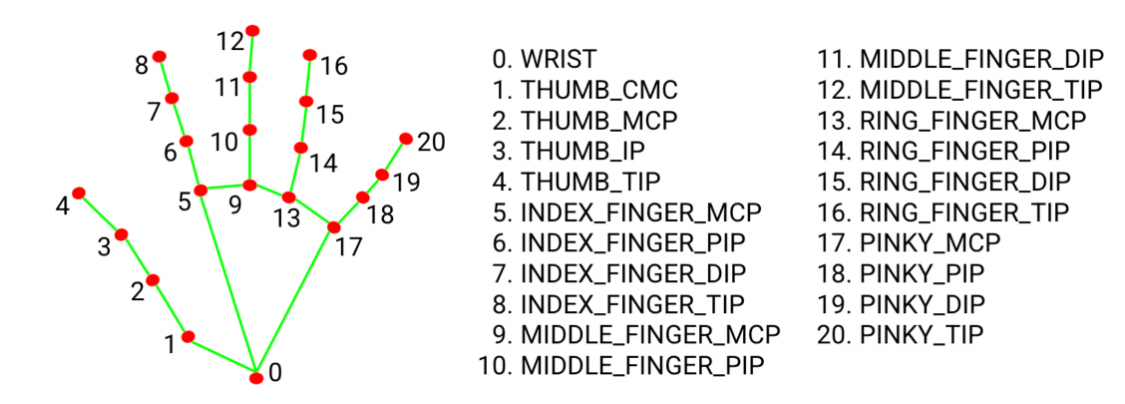 12
8
16
11
7
15
10
20
6
14
19
5
9
4
18
13
3
17
2
1
0
0. WRIST
1. THUMB_CMC
2. THUMB_MCP
3. THUMB_IP
4. THUMB_TIP
5. INDEX_FINGER_MCP
6. INDEX_FINGER_PIP
7. INDEX_FINGER_DIP
8. INDEX_FINGER_TIP
9. MIDDLE_FINGER_MCP
10. MIDDLE_FINGER_PIP
11. MIDDLE_FINGER_DIP
12. MIDDLE_FINGER_TIP
13. RING_FINGER_MCP
14. RING_FINGER_PIP
15. RING_FINGER_DIP
16. RING_FINGER_TIP
17. PINKY_MCP
18. PINKY_PIP
19. PINKY_DIP
20. PINKY_TIP